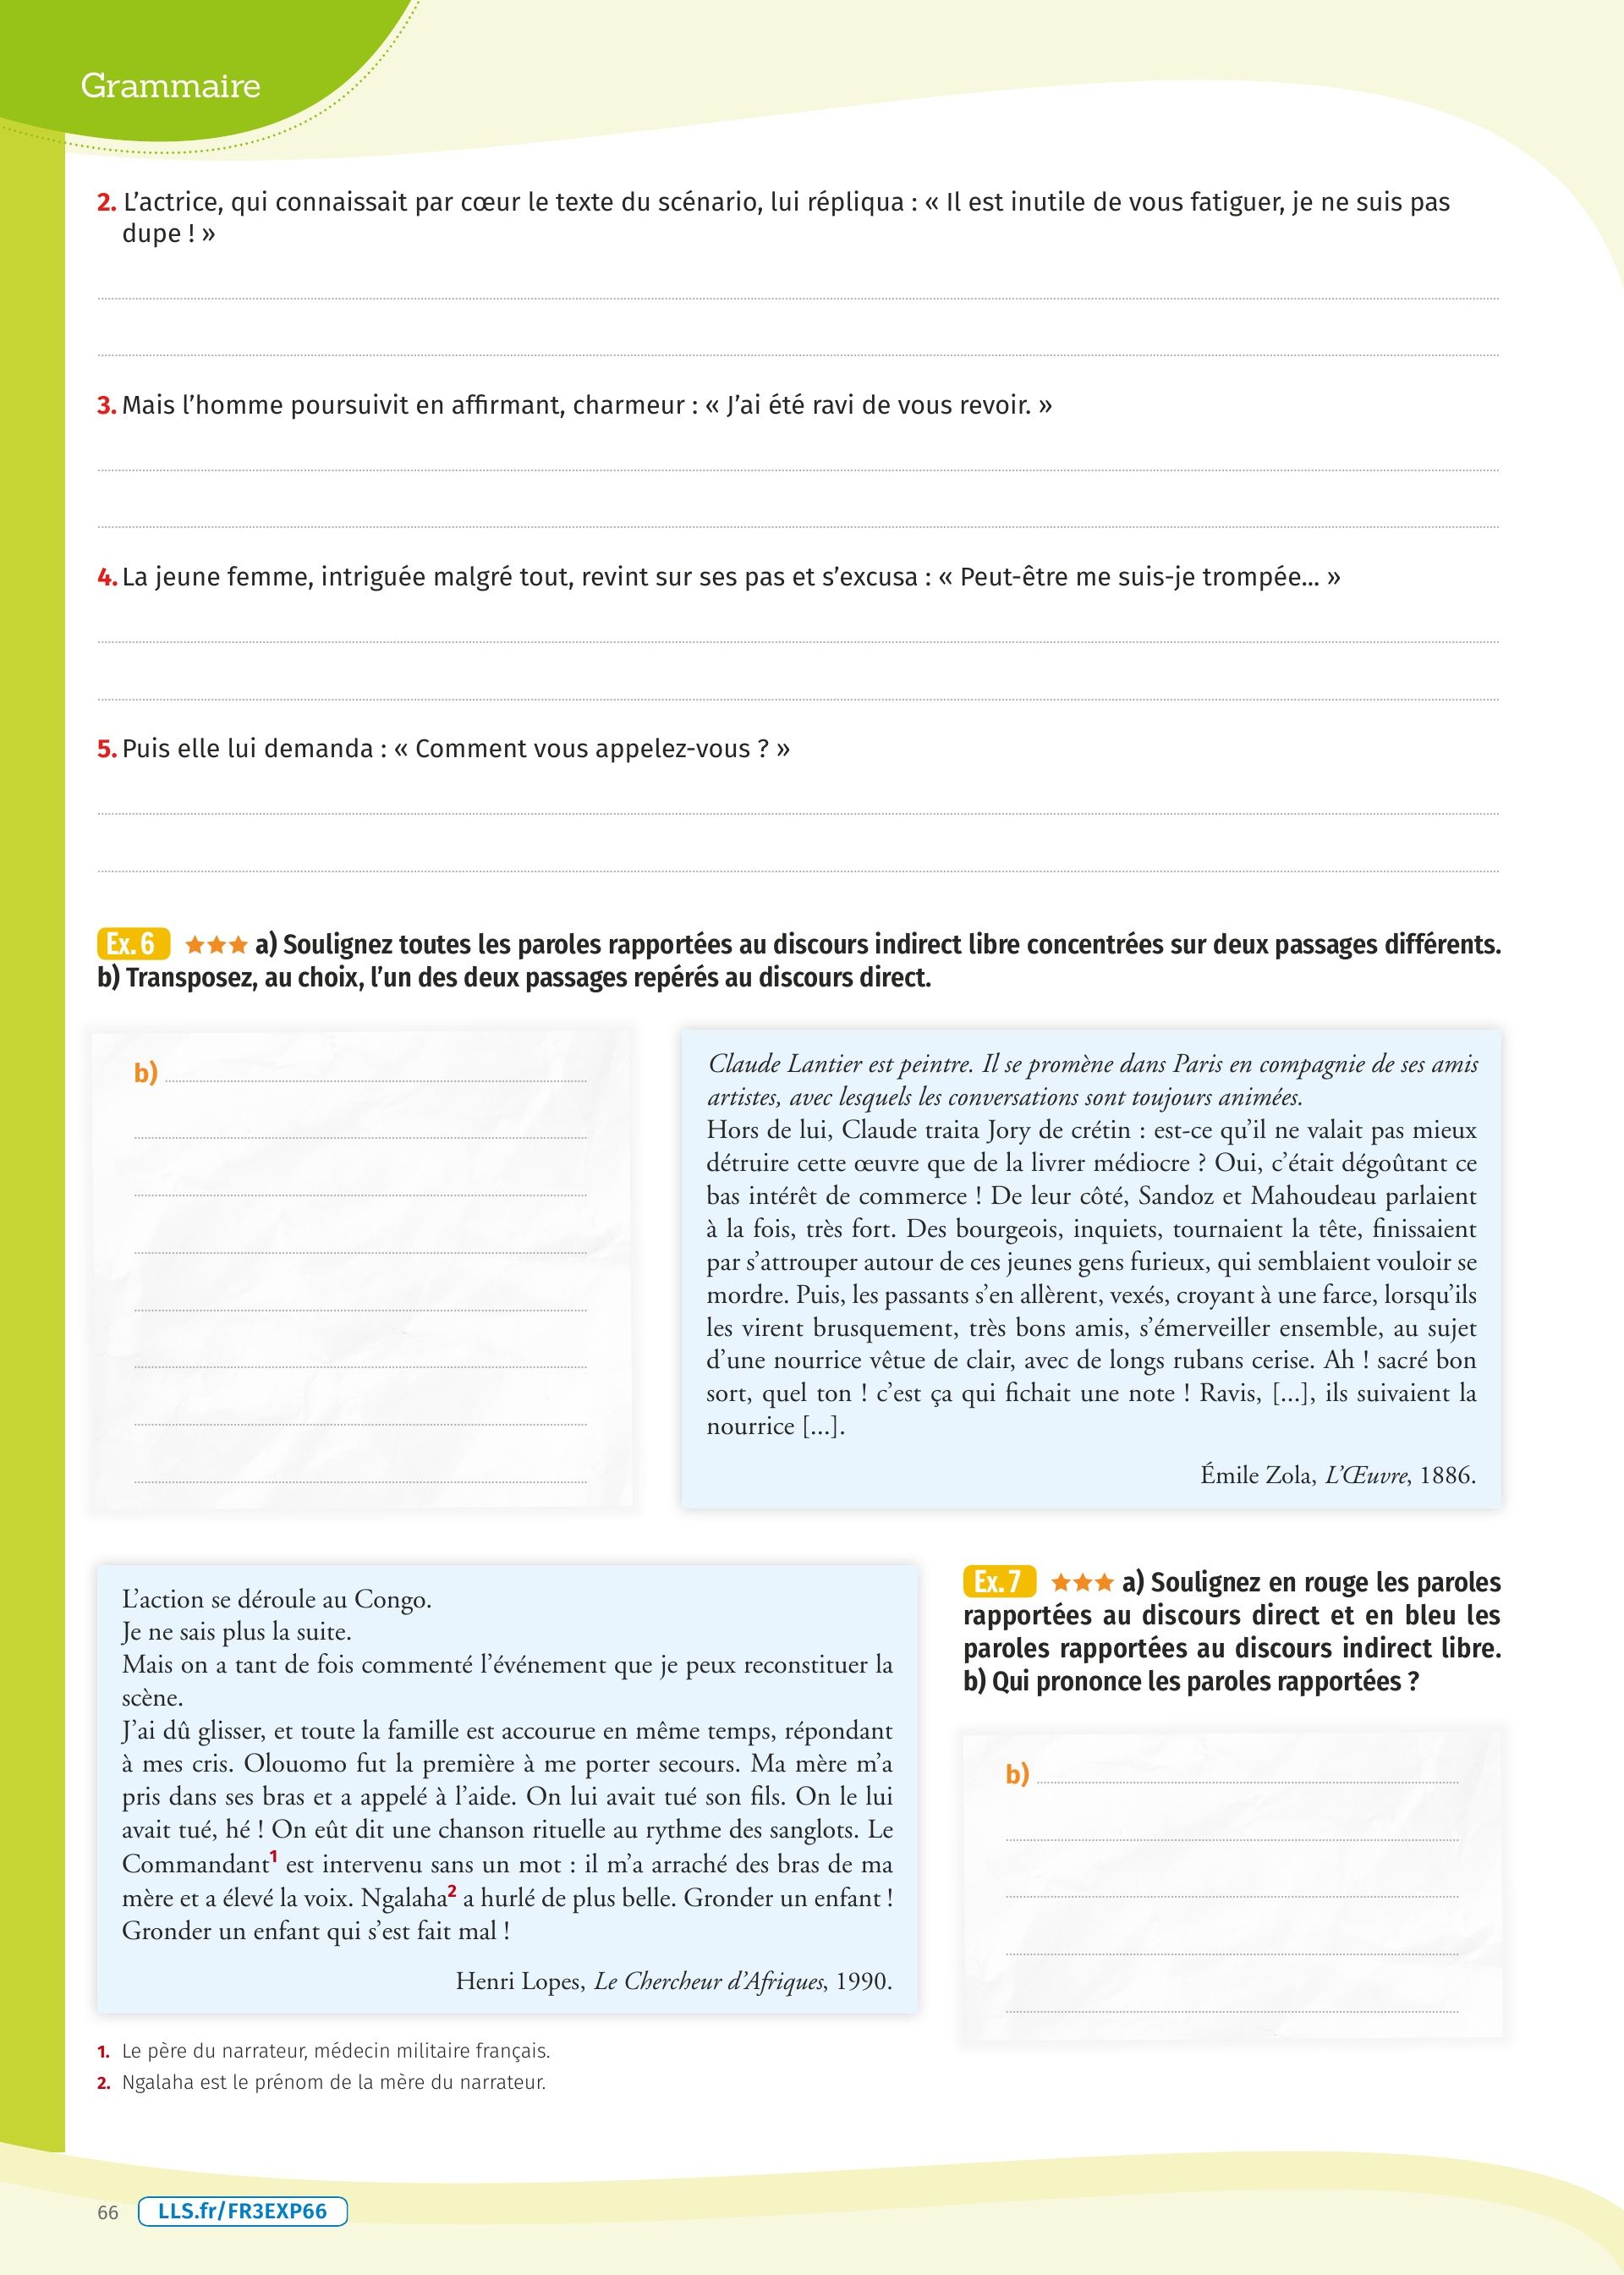 Grammaire
2. L’actrice, qui connaissait par cœur le texte du scénario, lui répliqua : « Il est inutile de vous fatiguer, je ne suis pas
dupe ! »
3. Mais l’homme poursuivit en affirmant, charmeur : « J’ai été ravi de vous revoir. »
4. La jeune femme, intriguée malgré tout, revint sur ses pas et s’excusa : « Peut-être me suis-je trompée... »
5. Puis elle lui demanda : « Comment vous appelez-vous ? »
Ex. 6 ★★★ a) Soulignez toutes les paroles rapportées au discours indirect libre concentrées sur deux passages différents.
b) Transposez, au choix, l’un des deux passages repérés au discours direct.
b)
Claude Lantier est peintre. Il se promène dans Paris en compagnie de ses amis
artistes, avec lesquels les conversations sont toujours animées.
Hors de lui, Claude traita Jory de crétin : est-ce qu’il ne valait pas mieux
détruire cette œuvre que de la livrer médiocre ? Oui, c’était dégoûtant ce
bas intérêt de commerce ! De leur côté, Sandoz et Mahoudeau parlaient
à la fois, très fort. Des bourgeois, inquiets, tournaient la tête, finissaient
par s’attrouper autour de ces jeunes gens furieux, qui semblaient vouloir se
mordre. Puis, les passants s’en allèrent, vexés, croyant à une farce, lorsqu’ils
les virent brusquement, très bons amis, s’émerveiller ensemble, au sujet
d’une nourrice vêtue de clair, avec de longs rubans cerise. Ah ! sacré bon
sort, quel ton ! c’est ça qui fichait une note ! Ravis, [...], ils suivaient la
nourrice [...].
Émile Zola, L’Œuvre, 1886.
L’action se déroule au Congo.
Je ne sais plus la suite.
Mais on a tant de fois commenté l’événement que je peux reconstituer la
scène.
J’ai dû glisser, et toute la famille est accourue en même temps, répondant
à mes cris. Olouomo fut la première à me porter secours. Ma mère m’a
pris dans ses bras et a appelé à l’aide. On lui avait tué son fils. On le lui
avait tué, hé ! On eût dit une chanson rituelle au rythme des sanglots. Le
Commandant1 est intervenu sans un mot : il m’a arraché des bras de ma
mère et a élevé la voix. Ngalaha2 a hurlé de plus belle. Gronder un enfant !
Gronder un enfant qui s’est fait mal !
Henri Lopes, Le Chercheur d’Afriques, 1990.
1. Le père du narrateur, médecin militaire français.
2. Ngalaha est le prénom de la mère du narrateur.
Ex. 7 ★★★ a) Soulignez en rouge les paroles
rapportées au discours direct et en bleu les
paroles rapportées au discours indirect libre.
b) Qui prononce les paroles rapportées ?
b)
66 LLS.fr/FR3EXP66